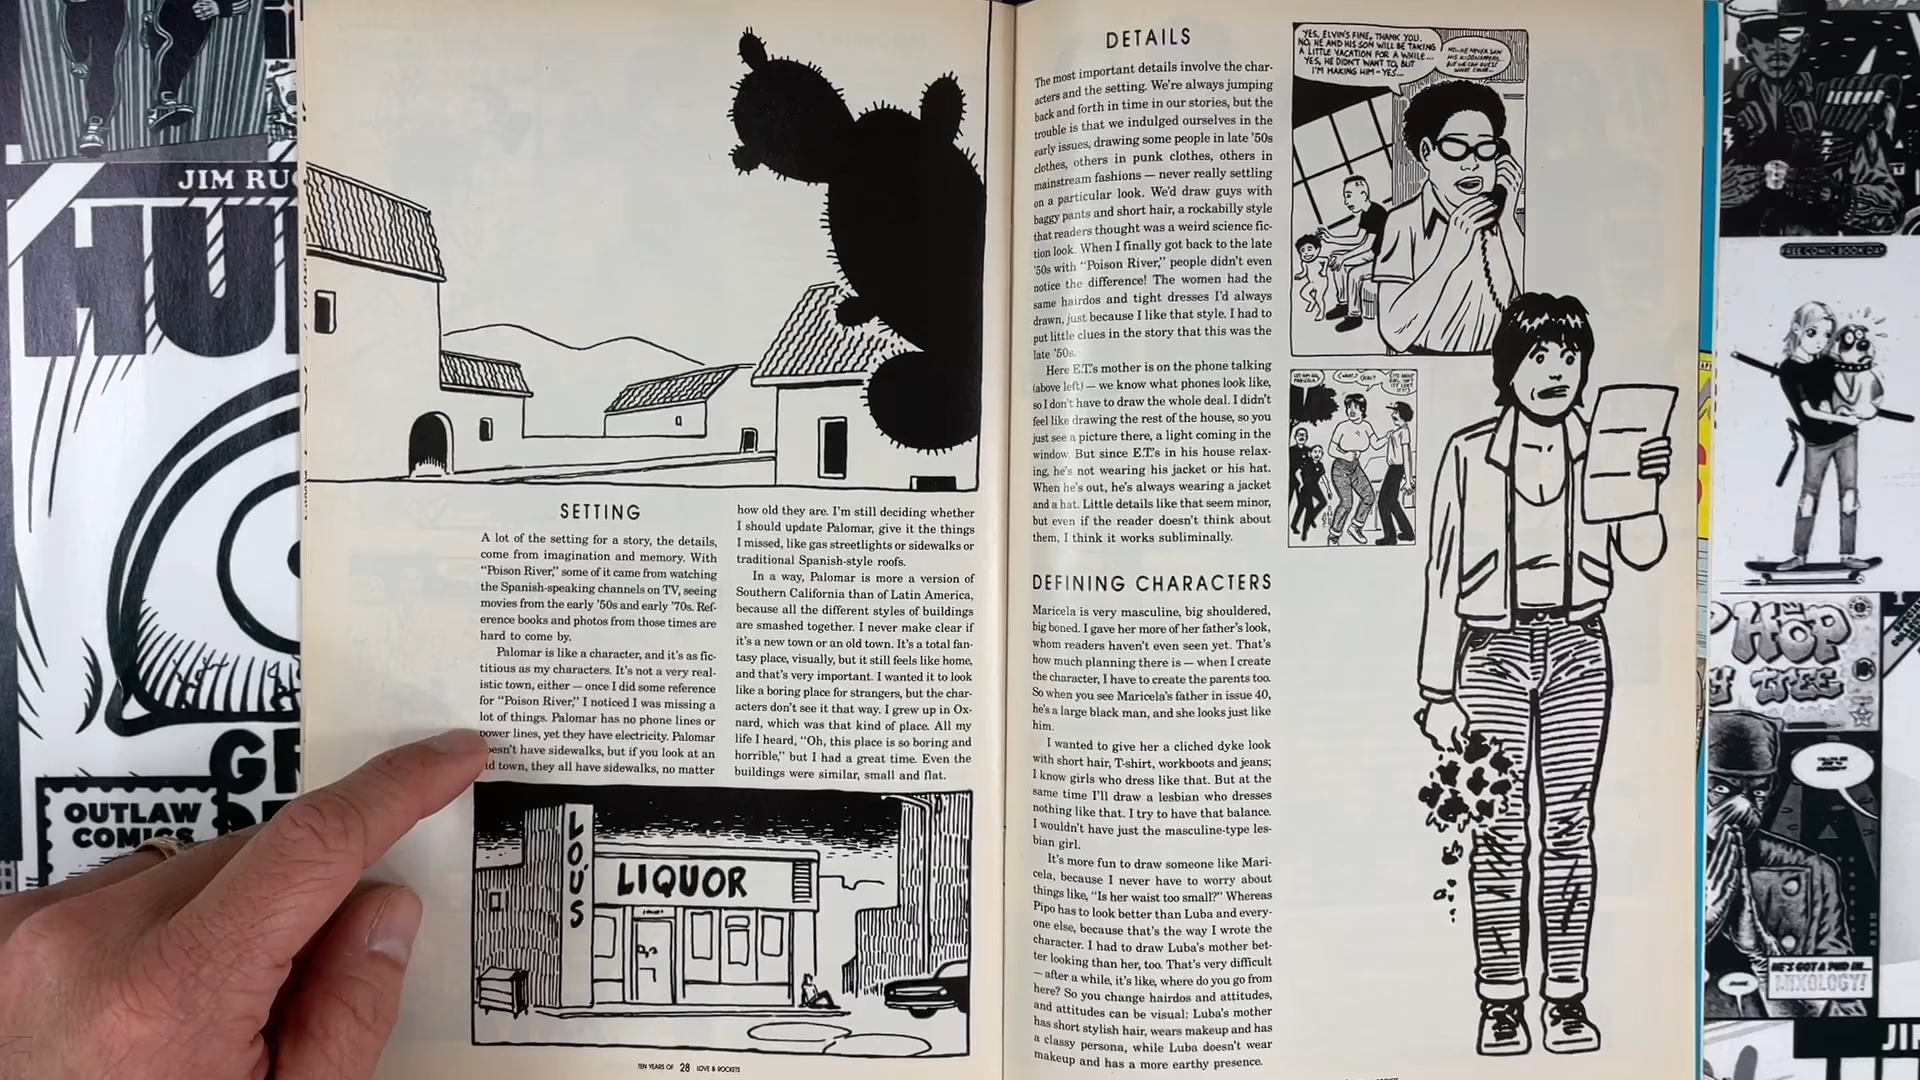 SETTING
A lot of the setting for a story, the details,
come from imagination and memory. With
"Poison River," some of it came from watching
the Spanish-speaking channels on TV, seeing
movies from the early '50s and early '70s. Ref-
erence books and photos from those times are
hard to come by.
Palomar is like a character, and it's as fic-
titious as my characters. It's not a very real-
istic town, either — once I did some reference
for "Poison River," I noticed I was missing a
lot of things. Palomar has no phone lines or
power lines, yet they have electricity. Palomar
esn't have sidewalks, but if you look at an
d town, they all have sidewalks, no matter
how old they are. I'm still deciding whether
I should update Palomar, give it the things
I missed, like gas streetlights or sidewalks or
traditional Spanish-style roofs.
In a way, Palomar is more a version of
Southern California than of Latin America,
because all the different styles of buildings
are smashed together. I never make clear if
it's a new town or an old town. It's a total fan-
tasy place, visually, but it still feels like home,
and that's very important. I wanted it to look
like a boring place for strangers, but the char-
acters don't see it that way. I grew up in Ox-
nard, which was that kind of place. All my
life I heard, "Oh, this place is so boring and
horrible," but I had a great time. Even the
buildings were similar, small and flat.
LOU'S
LIQUOR
TEN YEARS OF 28 LOVE & ROCKETS
DETAILS
The most important details involve the char-
acters and the setting. We're always jumping
back and forth in time in our stories, but the
trouble is that we indulged ourselves in the
early issues, drawing some people in late '50s
clothes, others in punk clothes, others in
mainstream fashions — never really settling
on a particular look. We'd draw guys with
baggy pants and short hair, a rockabilly style
that readers thought was a weird science fic-
tion look. When I finally got back to the late
'50s with "Poison River," people didn't even
notice the difference! The women had the
same hairdos and tight dresses I'd always
drawn, just because I like that style. I had to
put little clues in the story that this was the
late '50s.
Here E.T.'s mother is on the phone talking
(above left) — we know what phones look like,
so I don't have to draw the whole deal. I didn't
feel like drawing the rest of the house, so you
just see a picture there, a light coming in the
window. But since E.T.'s in his house relax-
ing, he's not wearing his jacket or his hat.
When he's out, he's always wearing a jacket
and a hat. Little details like that seem minor,
but even if the reader doesn't think about
them, I think it works subliminally.
DEFINING CHARACTERS
Maricela is very masculine, big shouldered,
big boned. I gave her more of her father's look,
whom readers haven't even seen yet. That's
how much planning there is — when I create
the character, I have to create the parents too.
So when you see Maricela's father in issue 40,
he's a large black man, and she looks just like
him.
I wanted to give her a cliched dyke look
with short hair, T-shirt, workboots and jeans;
I know girls who dress like that. But at the
same time I'll draw a lesbian who dresses
nothing like that. I try to have that balance.
I wouldn't have just the masculine-type les-
bian girl.
It's more fun to draw someone like Mari-
cela, because I never have to worry about
things like, "Is her waist too small?" Whereas
Pipo has to look better than Luba and every-
one else, because that's the way I wrote the
character. I had to draw Luba's mother bet-
ter looking than her, too. That's very difficult
— after a while, it's like, where do you go from
here? So you change hairdos and attitudes,
and attitudes can be visual: Luba's mother
has short stylish hair, wears makeup and has
a classy persona, while Luba doesn't wear
makeup and has a more earthy presence.
YES, ELVIN'S FINE, THANK YOU.
NO, HE AND HIS SON WILL BE TAKING
A LITTLE VACATION FOR A WHILE...
YES, HE DIDN'T WANT TO, BUT
I'M MAKING HIM - YES...
NO...HE NEVER SAW
HIS KIDNAPPERS...
JIM RU
HU
GR
OUTLAW
COMICS
FREE COMIC BOOK DAY
HIP HOP
TREE
HE'S GOT A PHD IN...
MIXOLOGY!
JI